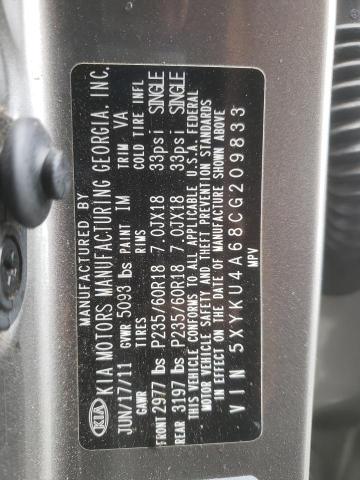 MANUFACTURED BY
KIA KIA MOTORS MANUFACTURING GEORGIA, INC.
JUN/17/11 PAINT 1M TRIM VA
GVWR 5093 lbs
GAWR TIRES RIMS COLD TIRE INFL
FRONT 2977 lbs P235/60R18 7.0JX18 33psi SINGLE
REAR 3197 lbs P235/60R18 7.0JX18 33psi SINGLE
THIS VEHICLE CONFORMS TO ALL APPLICABLE U.S.A. FEDERAL
MOTOR VEHICLE SAFETY AND THEFT PREVENTION STANDARDS
IN EFFECT ON THE DATE OF MANUFACTURE SHOWN ABOVE
VIN 5XYKU4A68CG209833
MPV